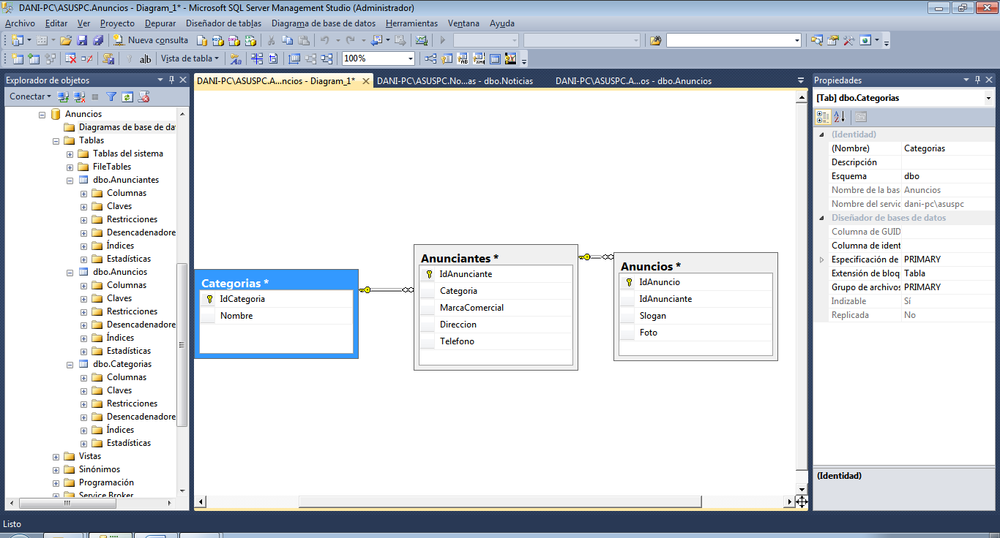 DANI-PC\ASUSPC.Anuncios - Diagram_1* - Microsoft SQL Server Management Studio (Administrador)
Archivo Editar Ver Proyecto Depurar Diseñador de tablas Diagrama de base de datos Herramientas Ventana Ayuda
Nueva consulta
Vista de tabla 100%
Explorador de objetos
Conectar
Anuncios
Diagramas de base de dat
Tablas
Tablas del sistema
FileTables
dbo.Anunciantes
Columnas
Claves
Restricciones
Desencadenadore
Índices
Estadísticas
dbo.Anuncios
Columnas
Claves
Restricciones
Desencadenadore
Índices
Estadísticas
dbo.Categorias
Columnas
Claves
Restricciones
Desencadenadore
Índices
Estadísticas
Vistas
Sinónimos
Programación
Service Broker
DANI-PC\ASUSPC.A...ncios - Diagram_1* DANI-PC\ASUSPC.No...as - dbo.Noticias DANI-PC\ASUSPC.A...os - dbo.Anuncios
Categorias *
IdCategoria
Nombre
Anunciantes *
IdAnunciante
Categoria
MarcaComercial
Direccion
Telefono
Anuncios *
IdAnuncio
IdAnunciante
Slogan
Foto
Propiedades
[Tab] dbo.Categorias
(Identidad)
(Nombre) Categorias
Descripción
Esquema dbo
Nombre de la bas Anuncios
Nombre del servic dani-pc\asuspc
Diseñador de bases de datos
Columna de GUID
Columna de ident
Especificación de PRIMARY
Extensión de bloq Tabla
Grupo de archivos PRIMARY
Indizable Sí
Replicada No
(Identidad)
Listo